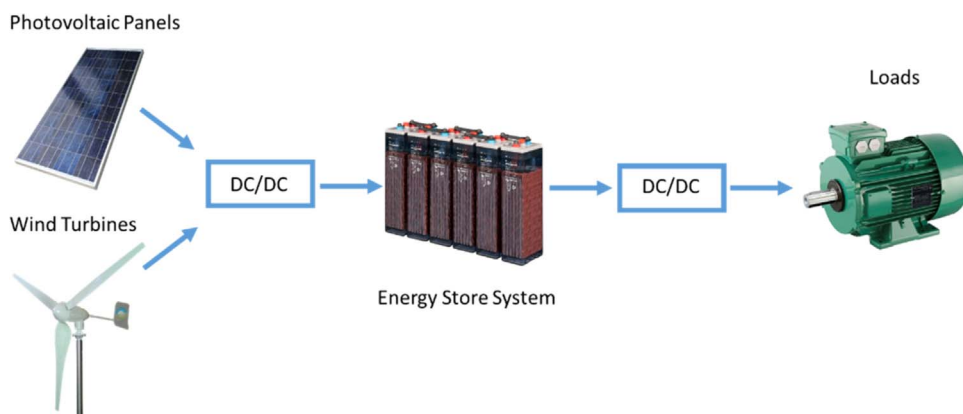 Photovoltaic Panels
Loads
DC/DC
DC/DC
Wind Turbines
Energy Store System